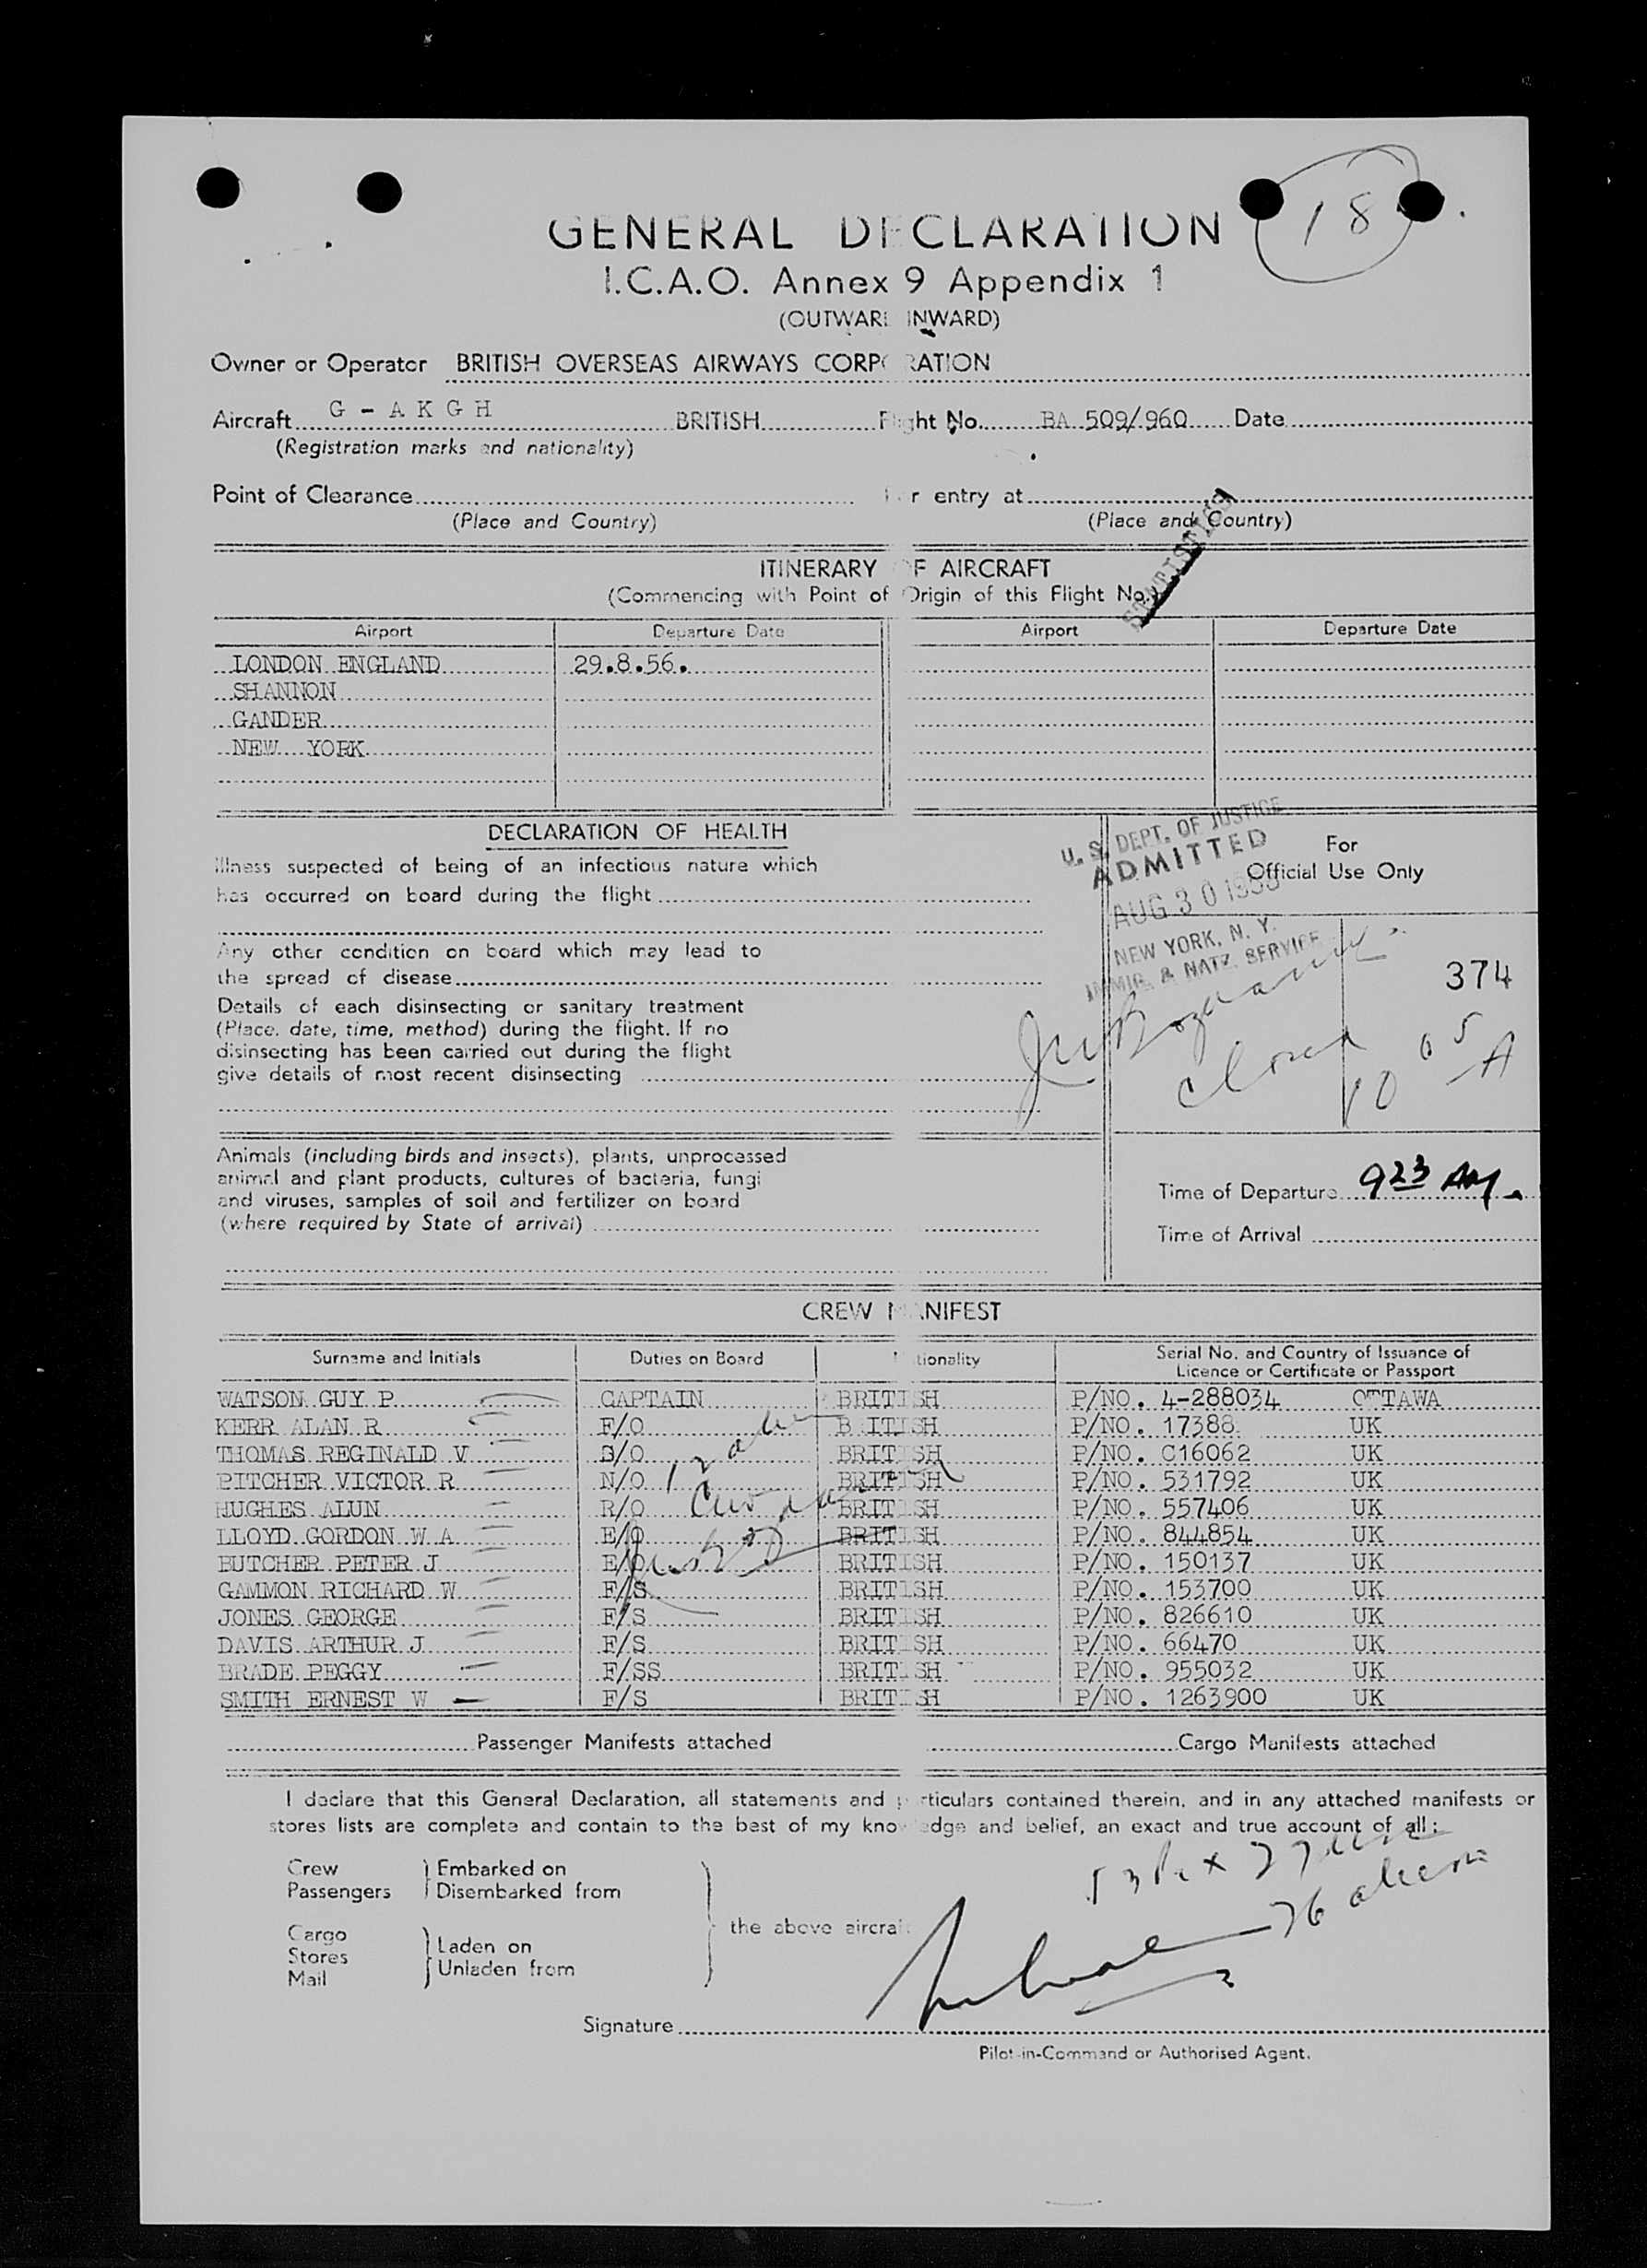 18
GENERAL DECLARATION
I.C.A.O. Annex 9 Appendix 1
(OUTWARD INWARD)
Owner or Operator BRITISH OVERSEAS AIRWAYS CORPORATION
Aircraft G - A K G H BRITISH Flight No. BA 509/960 Date
(Registration marks and nationality)
Point of Clearance For entry at
(Place and Country) (Place and Country)
STATISTICS
ITINERARY OF AIRCRAFT
(Commencing with Point of Origin of this Flight No.)
Airport Departure Date Airport Departure Date
LONDON ENGLAND 29.8.56.
SHANNON
GANDER
NEW YORK
DECLARATION OF HEALTH
Illness suspected of being of an infectious nature which
has occurred on board during the flight
Any other condition on board which may lead to
the spread of disease
Details of each disinsecting or sanitary treatment
(Place, date, time, method) during the flight. If no
disinsecting has been carried out during the flight
give details of most recent disinsecting
U. S. DEPT. OF JUSTICE
ADMITTED
AUG 30 1956
NEW YORK, N. Y.
IMMIG. & NATZ. SERVICE
For
Official Use Only
374
Closed 10 05 A
Animals (including birds and insects), plants, unprocessed
animal and plant products, cultures of bacteria, fungi
and viruses, samples of soil and fertilizer on board
(where required by State of arrival)
Time of Departure 923 Am.
Time of Arrival
CREW MANIFEST
Surname and Initials Duties on Board Nationality Serial No. and Country of Issuance of Licence or Certificate or Passport
WATSON GUY P CAPTAIN BRITISH P/NO. 4-288034 OTTAWA
KERR ALAN R F/O BRITISH P/NO. 17388 UK
THOMAS REGINALD V S/O BRITISH P/NO. C16062 UK
PITCHER VICTOR R N/O BRITISH P/NO. 531792 UK
HUGHES ALUN R/O BRITISH P/NO. 557406 UK
LLOYD GORDON W A E/O BRITISH P/NO. 844854 UK
BUTCHER PETER J E/O BRITISH P/NO. 150137 UK
GAMMON RICHARD W F/S BRITISH P/NO. 153700 UK
JONES GEORGE F/S BRITISH P/NO. 826610 UK
DAVIS ARTHUR J F/S BRITISH P/NO. 66470 UK
BRADE PEGGY F/SS BRITISH P/NO. 955032 UK
SMITH ERNEST W F/S BRITISH P/NO. 1263900 UK
Passenger Manifests attached Cargo Manifests attached
I declare that this General Declaration, all statements and particulars contained therein, and in any attached manifests or
stores lists are complete and contain to the best of my knowledge and belief, an exact and true account of all:
Crew
Passengers
Embarked on
Disembarked from
Cargo
Stores
Mail
Laden on
Unladen from
the above aircraft
Signature
Pilot-in-Command or Authorised Agent.